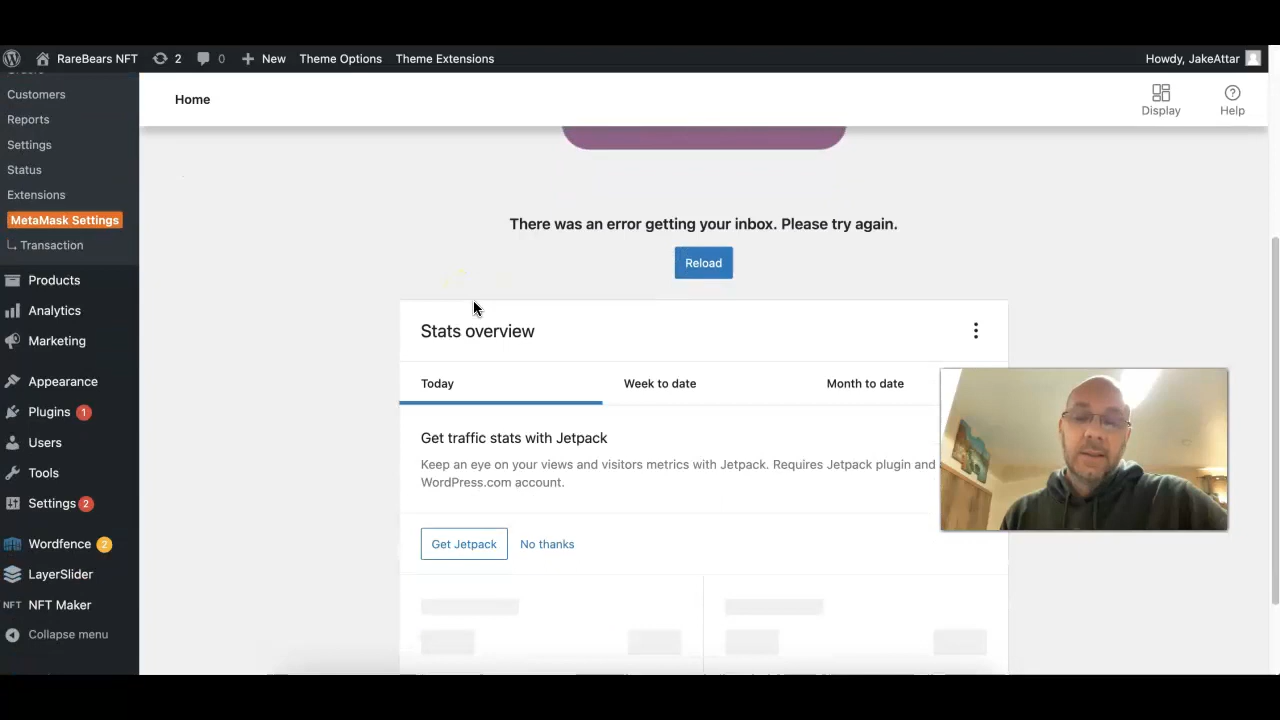 RareBears NFT
2
0
New
Theme Options
Theme Extensions
Howdy, JakeAttar
Customers
Reports
Settings
Status
Extensions
MetaMask Settings
Transaction
Products
Analytics
Marketing
Appearance
Plugins 1
Users
Tools
Settings 2
Wordfence 2
LayerSlider
NFT NFT Maker
Collapse menu
Home
Display
Help
There was an error getting your inbox. Please try again.
Reload
Stats overview
Today
Week to date
Month to date
Get traffic stats with Jetpack
Keep an eye on your views and visitors metrics with Jetpack. Requires Jetpack plugin and
WordPress.com account.
Get Jetpack
No thanks